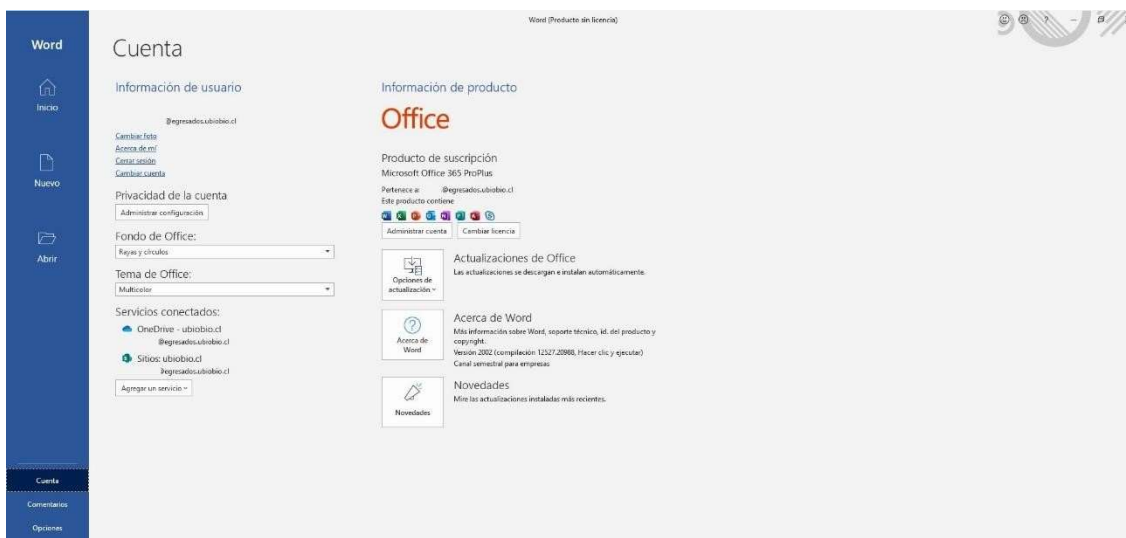 Word (Producto sin licencia)
?
Word
Inicio
Nuevo
Abrir
Cuenta
Comentarios
Opciones
Cuenta
Información de usuario
@egresados.ubiobio.cl
Cambiar foto
Acerca de mí
Cerrar sesión
Cambiar cuenta
Privacidad de la cuenta
Administrar configuración
Fondo de Office:
Rayas y círculos
Tema de Office:
Multicolor
Servicios conectados:
OneDrive - ubiobio.cl
@egresados.ubiobio.cl
Sitios: ubiobio.cl
egresados.ubiobio.cl
Agregar un servicio
Información de producto
Office
Producto de suscripción
Microsoft Office 365 ProPlus
Pertenece a: @egresados.ubiobio.cl
Este producto contiene
Administrar cuenta
Cambiar licencia
Opciones de
actualización
Actualizaciones de Office
Las actualizaciones se descargan e instalan automáticamente.
Acerca de
Word
Acerca de Word
Más información sobre Word, soporte técnico, id. del producto y
copyright.
Versión 2002 (compilación 12527.20988, Hacer clic y ejecutar)
Canal semestral para empresas
Novedades
Novedades
Mire las actualizaciones instaladas más recientes.